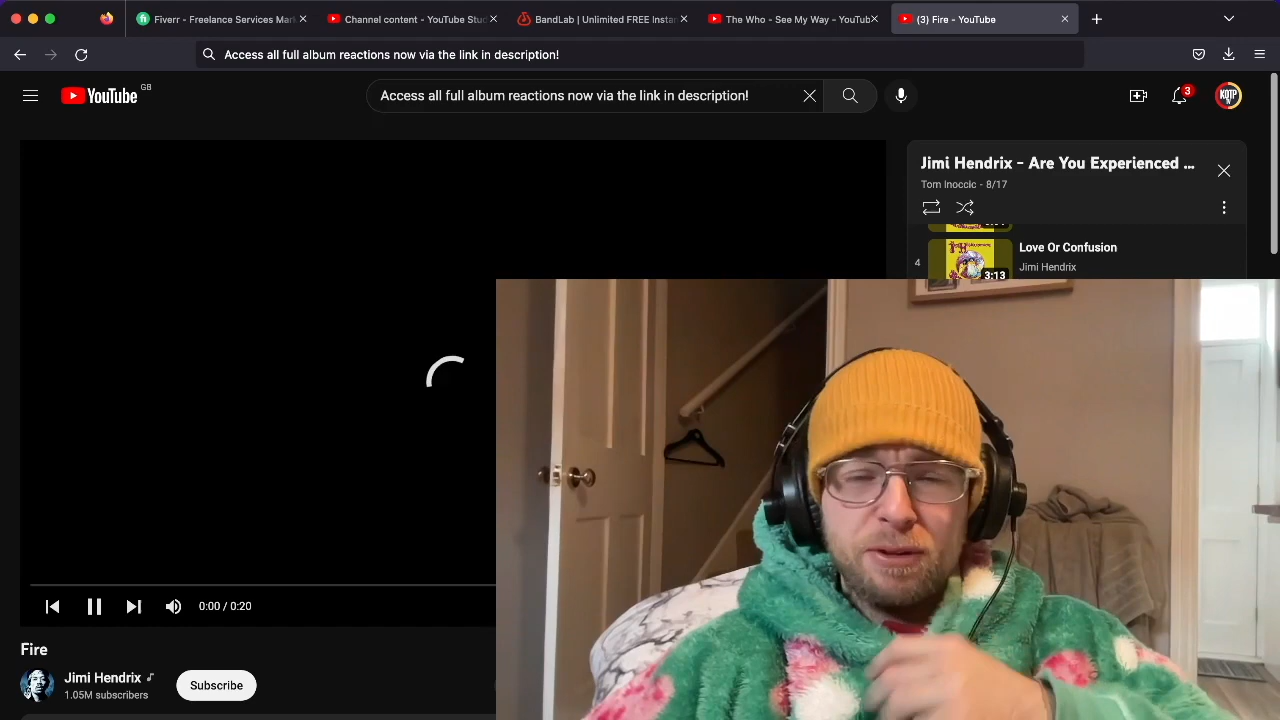 Fiverr - Freelance Services Mar
Channel content - YouTube Stud
BandLab | Unlimited FREE Instar
The Who - See My Way - YouTub
(3) Fire - YouTube
Access all full album reactions now via the link in description!
YouTube GB
Access all full album reactions now via the link in description!
3
Jimi Hendrix - Are You Experienced ...
Tom Inoccic - 8/17
4
Love Or Confusion
Jimi Hendrix
3:13
0:00 / 0:20
Fire
Jimi Hendrix
1.05M subscribers
Subscribe